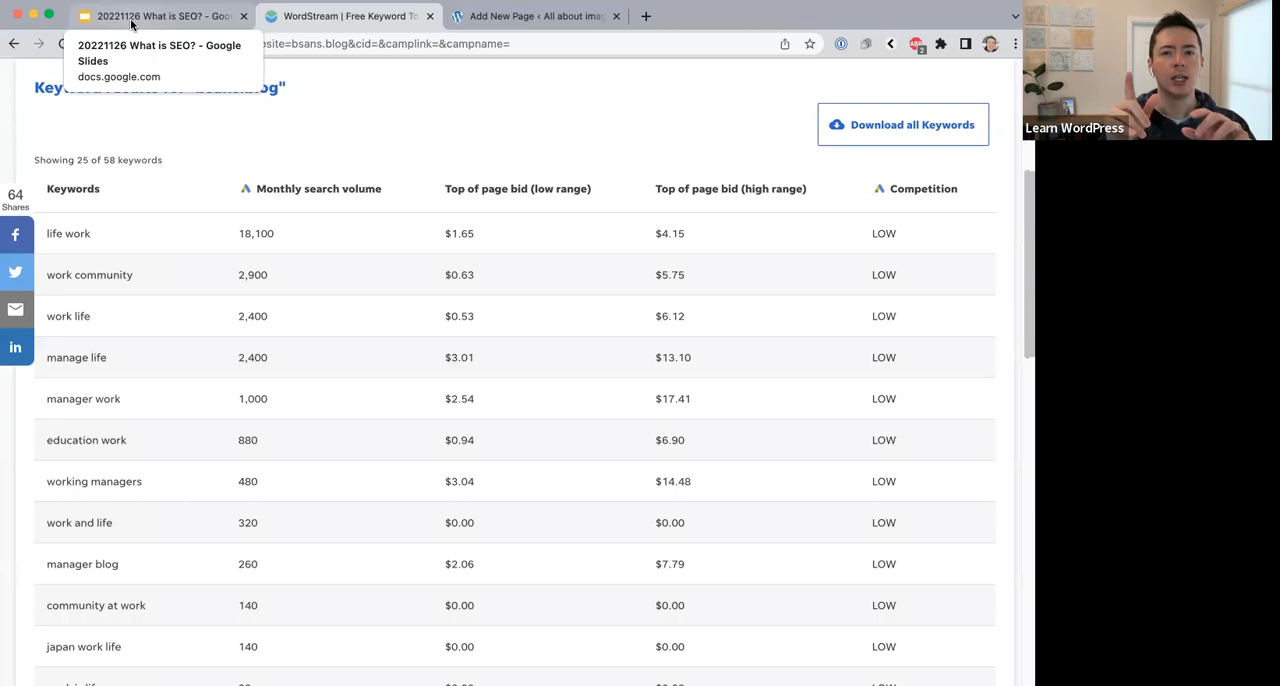 20221126 What is SEO? - Goo
WordStream | Free Keyword To
Add New Page ‹ All about imag
20221126 What is SEO? - Google
Slides
docs.google.com
site=bsans.blog&cid=&camplink=&campname=
2
Learn WordPress
Download all Keywords
Showing 25 of 58 keywords
64
Shares
Keywords Monthly search volume Top of page bid (low range) Top of page bid (high range) Competition
life work 18,100 $1.65 $4.15 LOW
work community 2,900 $0.63 $5.75 LOW
work life 2,400 $0.53 $6.12 LOW
manage life 2,400 $3.01 $13.10 LOW
manager work 1,000 $2.54 $17.41 LOW
education work 880 $0.94 $6.90 LOW
working managers 480 $3.04 $14.48 LOW
work and life 320 $0.00 $0.00 LOW
manager blog 260 $2.06 $7.79 LOW
community at work 140 $0.00 $0.00 LOW
japan work life 140 $0.00 $0.00 LOW